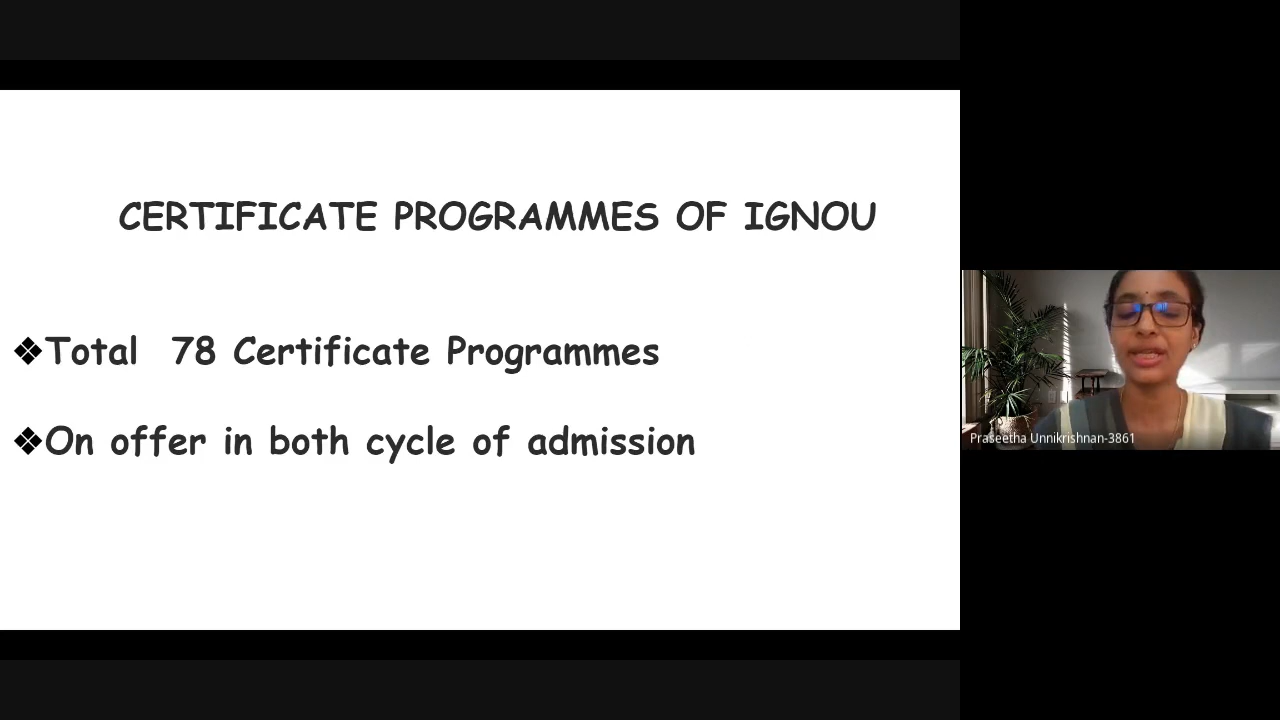 CERTIFICATE PROGRAMMES OF IGNOU
❖Total 78 Certificate Programmes
❖On offer in both cycle of admission
Praseetha Unnikrishnan-3861